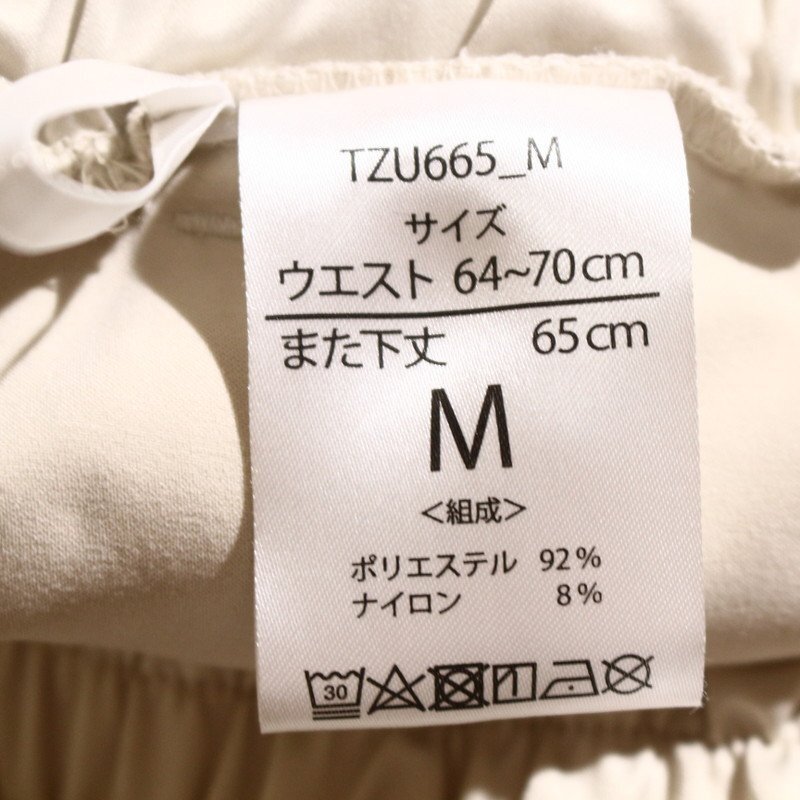 TZU665_M
サイズ
ウエスト 64~70cm
また下丈 65cm
M
<組成>
ポリエステル 92%
ナイロン 8%
30